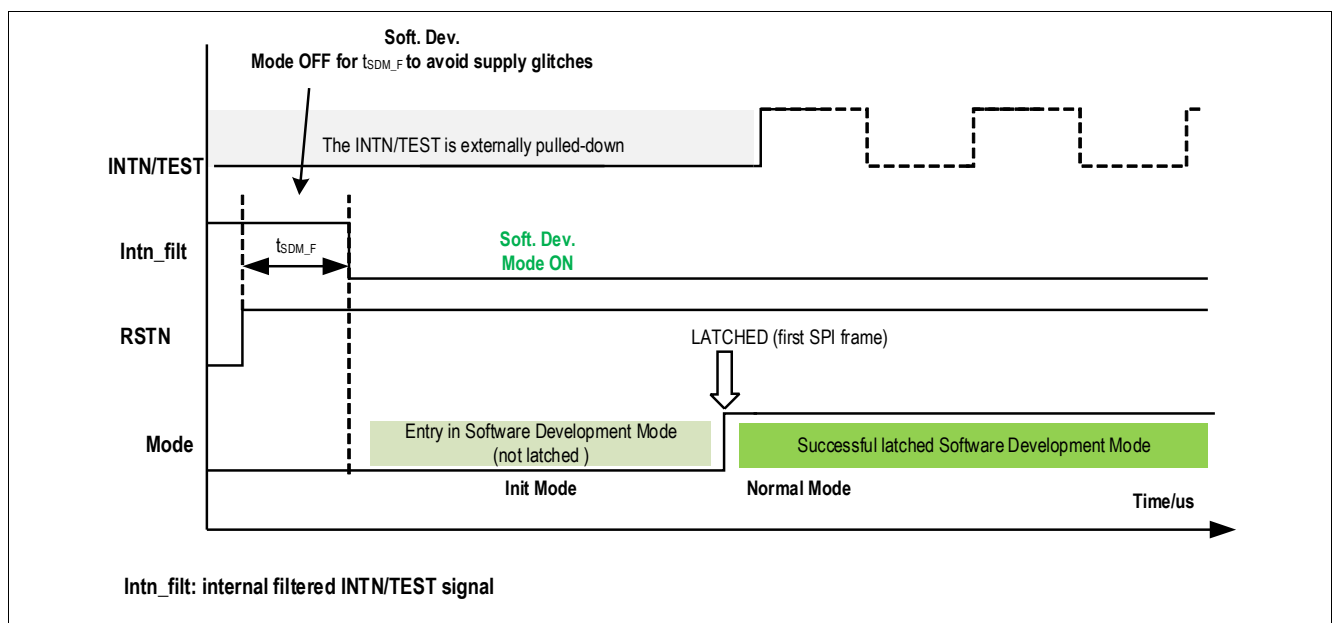 Soft. Dev.
Mode OFF for tSDM_F to avoid supply glitches
The INTN/TEST is externally pulled-down
INTN/TEST
Intn_filt
tSDM_F
Soft. Dev.
Mode ON
RSTN
LATCHED (first SPI frame)
Mode
Entry in Software Development Mode
(not latched )
Successful latched Software Development Mode
Init Mode
Normal Mode
Time/us
Intn_filt: internal filtered INTN/TEST signal